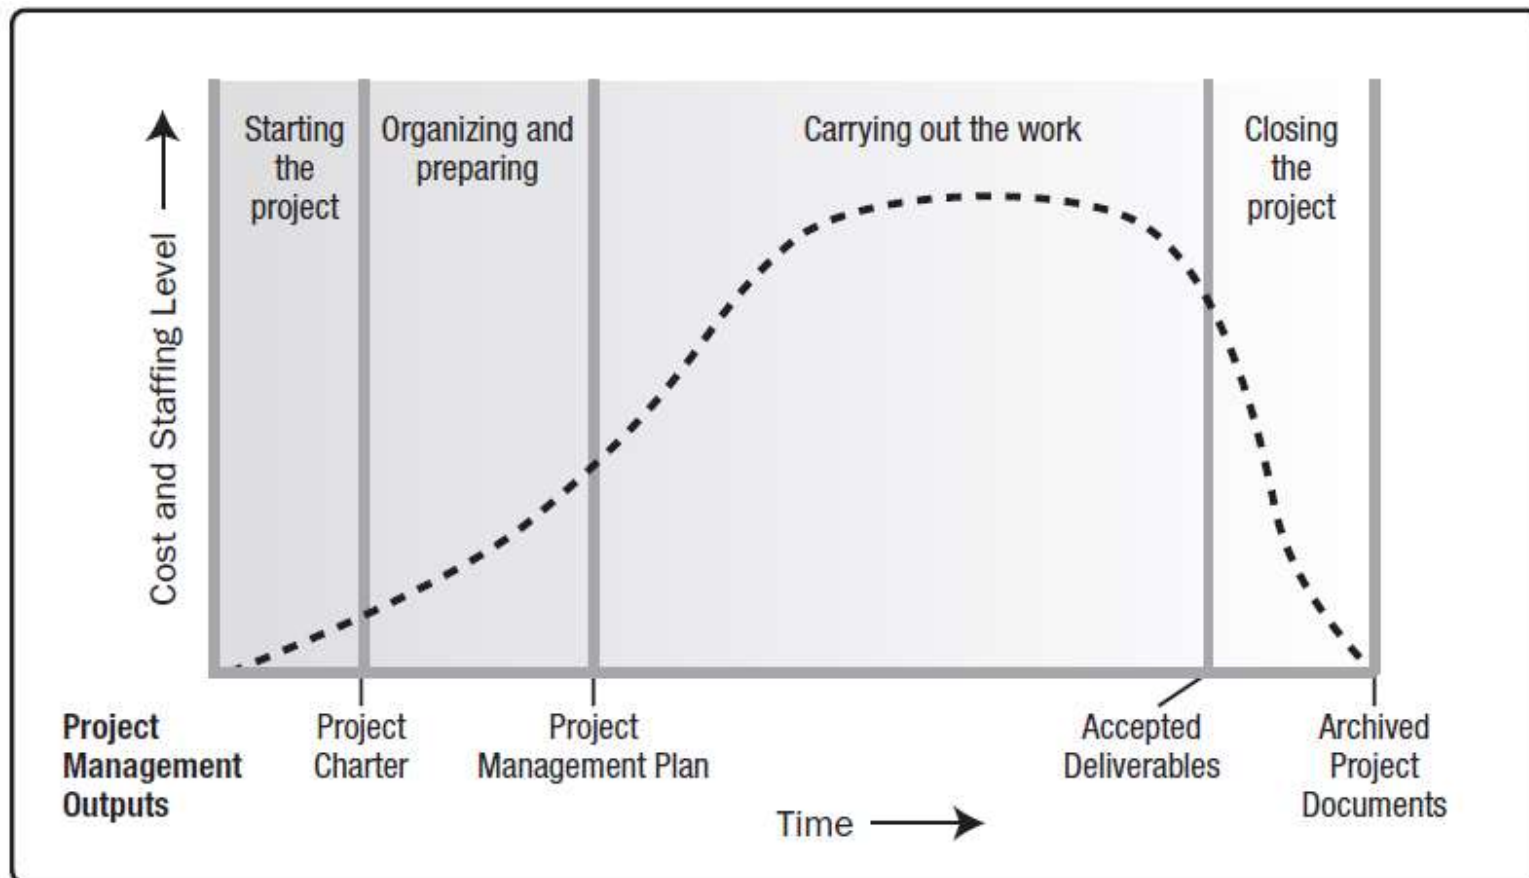 Starting
the
project
Organizing and
preparing
Carrying out the work
Closing
the
project
Cost and Staffing Level
Project
Management
Outputs
Project
Charter
Project
Management Plan
Accepted
Deliverables
Archived
Project
Documents
Time